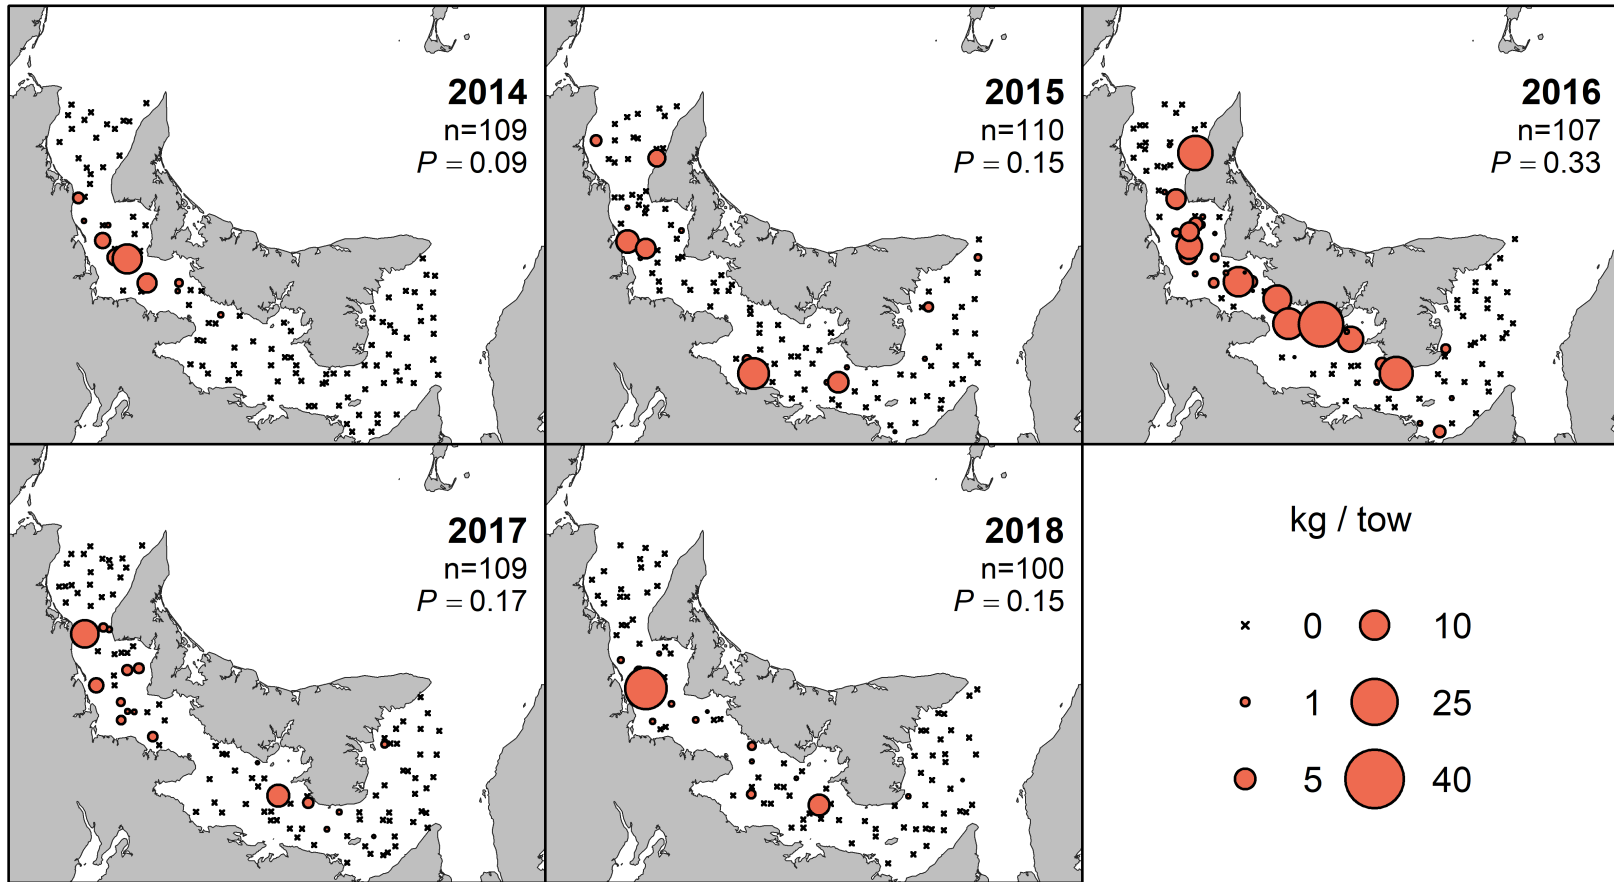 2014
n=109
P = 0.09
2015
n=110
P = 0.15
2016
n=107
P = 0.33
2017
n=109
P = 0.17
2018
n=100
P = 0.15
kg / tow
0 10
1 25
5 40